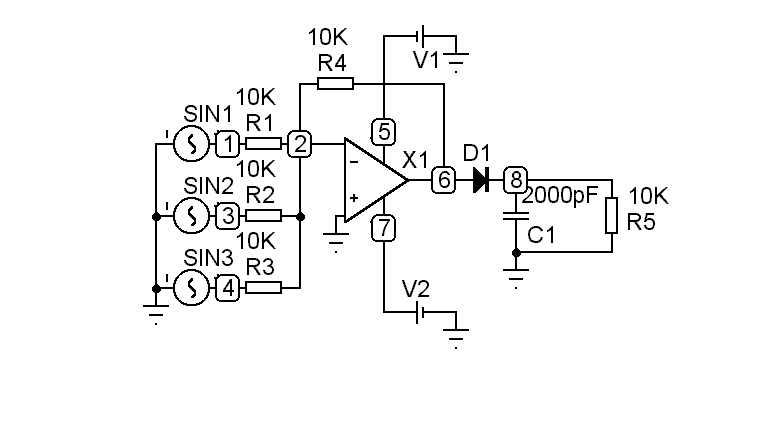 10K
R4
V1
SIN1
10K
R1
1
2
5
X1
D1
SIN2
10K
R2
3
6
8
2000pF
10K
R5
C1
7
SIN3
10K
R3
4
V2